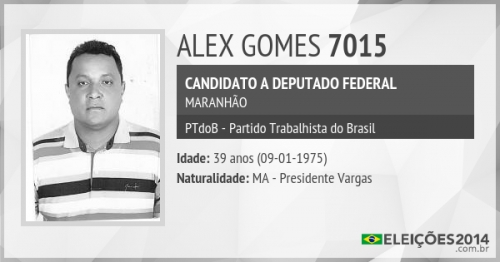 ALEX GOMES 7015
CANDIDATO A DEPUTADO FEDERAL
MARANHÃO
PTdoB - Partido Trabalhista do Brasil
Idade: 39 anos (09-01-1975)
Naturalidade: MA - Presidente Vargas
ELEIÇÕES2014
.com.br